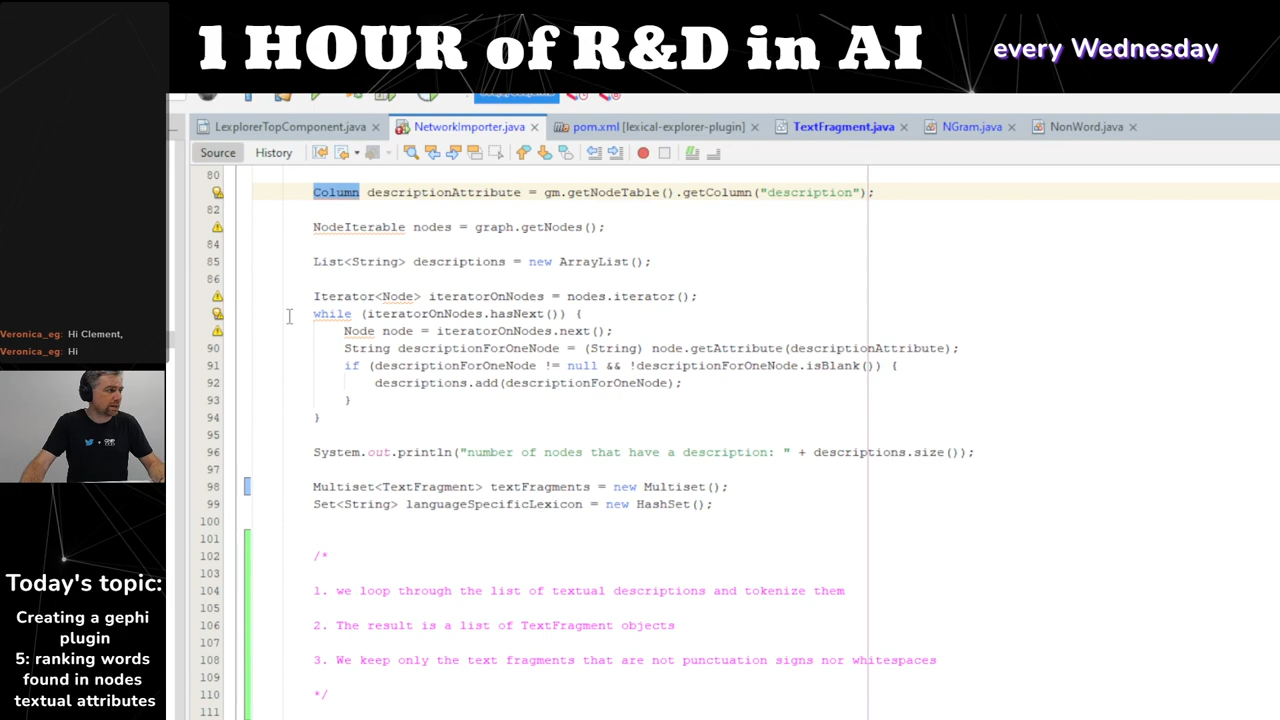 1 HOUR of R&D in AI
every Wednesday
LexplorerTopComponent.java
NetworkImporter.java
pom.xml [lexical-explorer-plugin]
TextFragment.java
NGram.java
NonWord.java
Source History
80
Column descriptionAttribute = gm.getNodeTable().getColumn("description");
82
NodeIterable nodes = graph.getNodes();
84
85 List<String> descriptions = new ArrayList();
86
Iterator<Node> iteratorOnNodes = nodes.iterator();
while (iteratorOnNodes.hasNext()) {
Node node = iteratorOnNodes.next();
90 String descriptionForOneNode = (String) node.getAttribute(descriptionAttribute);
91 if (descriptionForOneNode != null && !descriptionForOneNode.isBlank()) {
92 descriptions.add(descriptionForOneNode);
93 }
94 }
95
96 System.out.println("number of nodes that have a description: " + descriptions.size());
97
98 Multiset<TextFragment> textFragments = new Multiset();
99 Set<String> languageSpecificLexicon = new HashSet();
100
101
102 /*
103
104 1. we loop through the list of textual descriptions and tokenize them
105
106 2. The result is a list of TextFragment objects
107
108 3. We keep only the text fragments that are not punctuation signs nor whitespaces
109
110 */
111
Veronica_eg: Hi Clement,
Veronica_eg: Hi
Today's topic:
Creating a gephi
plugin
5: ranking words
found in nodes
textual attributes